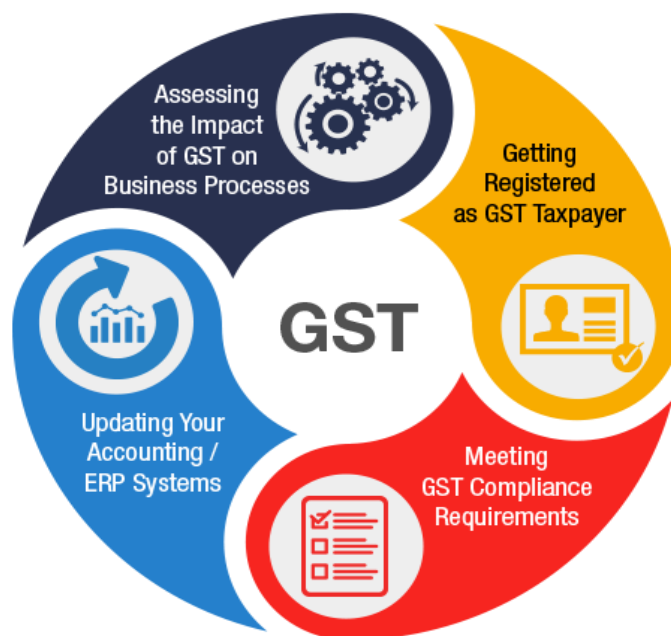 Assessing
the Impact
of GST on
Business Processes
Getting
Registered
as GST Taxpayer
GST
Updating Your
Accounting /
ERP Systems
Meeting
GST Compliance
Requirements